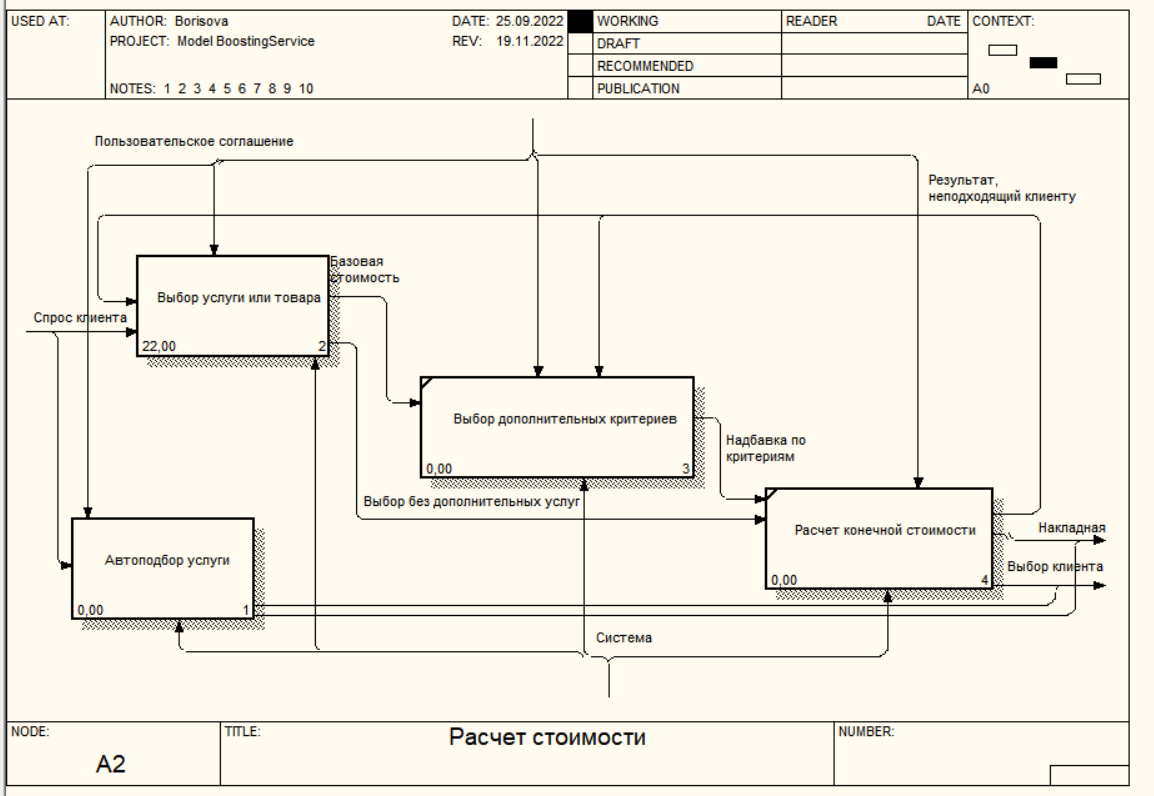 USED AT:
AUTHOR: Borisova
DATE: 25.09.2022
PROJECT: Model BoostingService
REV: 19.11.2022
NOTES: 1 2 3 4 5 6 7 8 9 10
WORKING
DRAFT
RECOMMENDED
PUBLICATION
READER
DATE
CONTEXT:
A0
Пользовательское соглашение
Результат,
неподходящий клиенту
Базовая
стоимость
Выбор услуги или товара
22,00
2
Спрос клиента
Выбор дополнительных критериев
0,00
3
Надбавка по
критериям
Выбор без дополнительных услуг
Расчет конечной стоимости
0,00
4
Накладная
Выбор клиента
Автоподбор услуги
0,00
1
Система
NODE:
A2
TITLE:
Расчет стоимости
NUMBER: